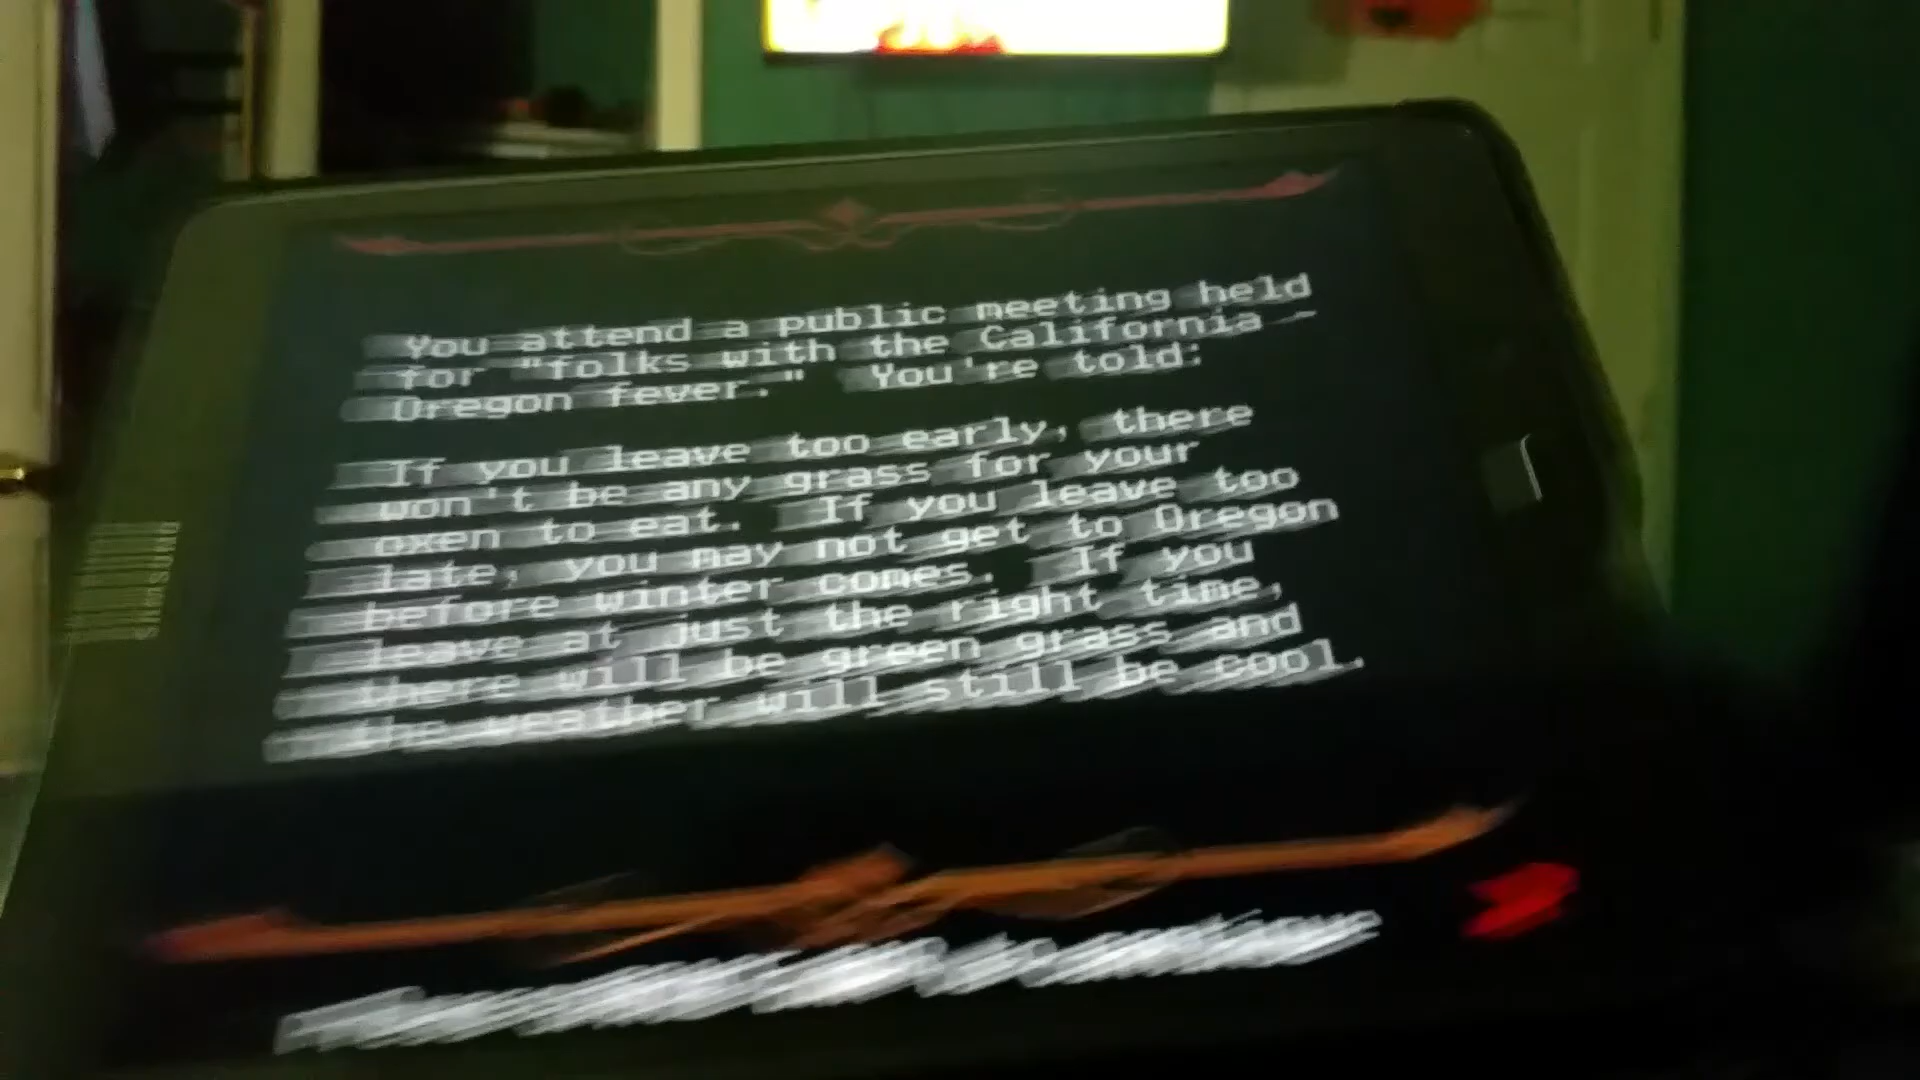 You attend a public meeting held
for "folks with the California -
Oregon fever."  You're told:
If you leave too early, there
won't be any grass for your
oxen to eat.  If you leave too
late, you may not get to Oregon
before winter comes.  If you
leave at just the right time,
there will be green grass and
the weather will still be cool.
to continue